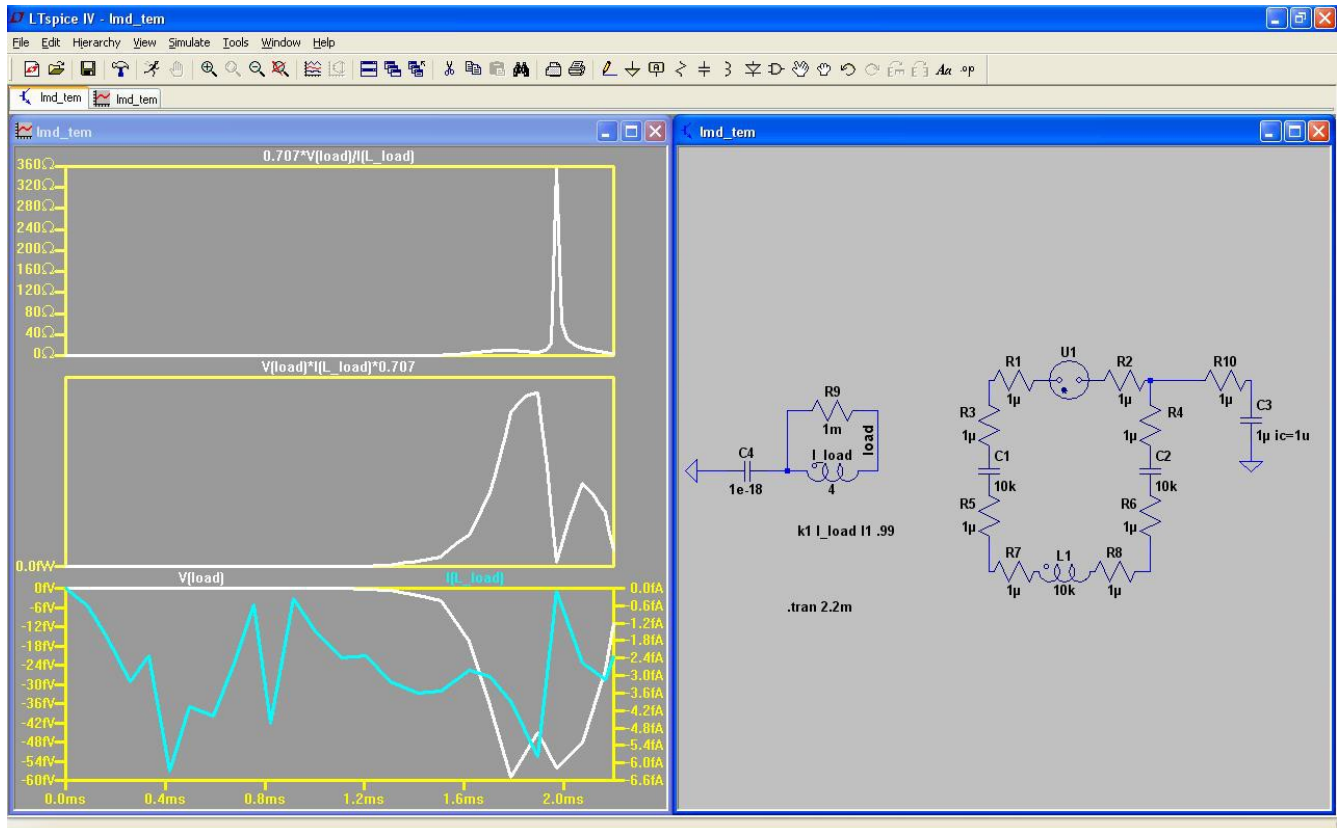 LTspice IV - lmd_tem
File Edit Hierarchy View Simulate Tools Window Help
lmd_tem lmd_tem
lmd_tem
0.707*V(load)/I(L_load)
360Ω
320Ω
280Ω
240Ω
200Ω
160Ω
120Ω
80Ω
40Ω
0Ω
V(load)*I(L_load)*0.707
V(load) I(L_load)
0fV
-6fV
-12fV
-18fV
-24fV
-30fV
-36fV
-42fV
-48fV
-54fV
-60fV
0.0fA
-0.6fA
-1.2fA
-1.8fA
-2.4fA
-3.0fA
-3.6fA
-4.2fA
-4.8fA
-5.4fA
-6.0fA
-6.6fA
0.0ms 0.4ms 0.8ms 1.2ms 1.6ms 2.0ms
lmd_tem
R1
1µ
U1
R2
1µ
R10
1µ
C3
1µ ic=1u
R3
1µ
R4
1µ
R9
1m
load
l_load
4
C4
1e-18
C1
10k
C2
10k
R5
1µ
R6
1µ
k1 l_load l1 .99
R7
1µ
L1
10k
R8
1µ
.tran 2.2m